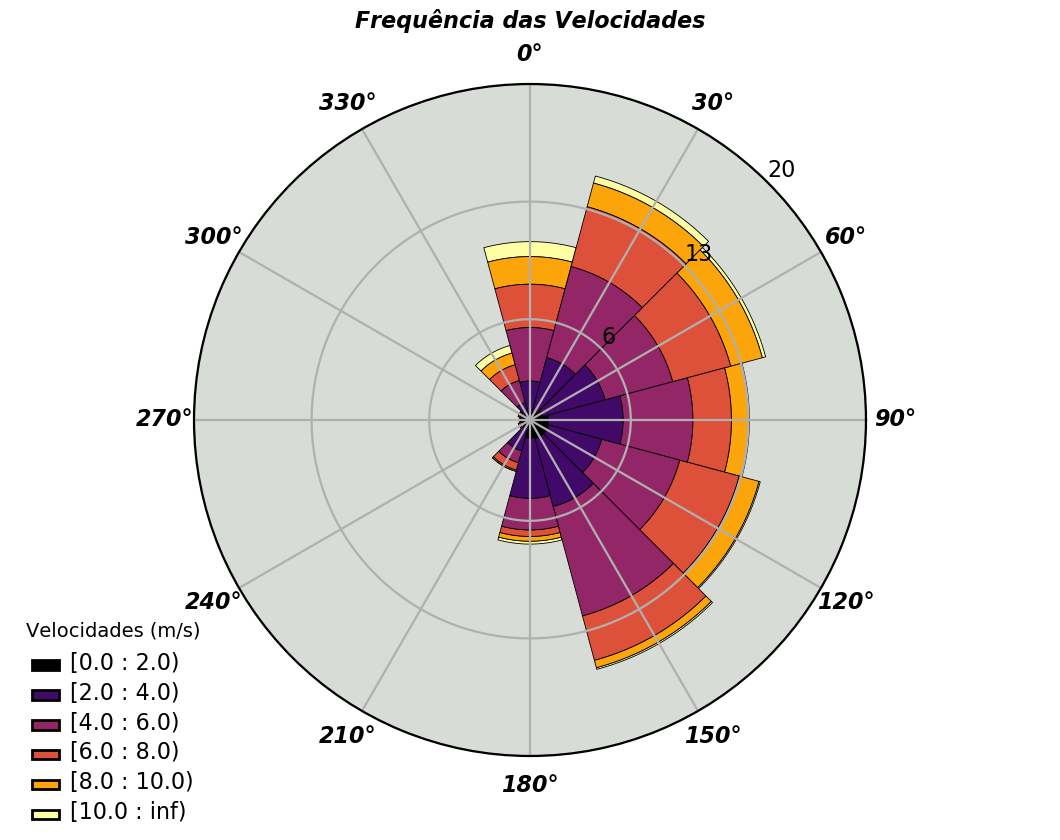 Frequência das Velocidades
0°
330°
30°
20
300°
60°
13
6
270°
90°
240°
120°
210°
150°
180°
Velocidades (m/s)
[0.0 : 2.0)
[2.0 : 4.0)
[4.0 : 6.0)
[6.0 : 8.0)
[8.0 : 10.0)
[10.0 : inf)